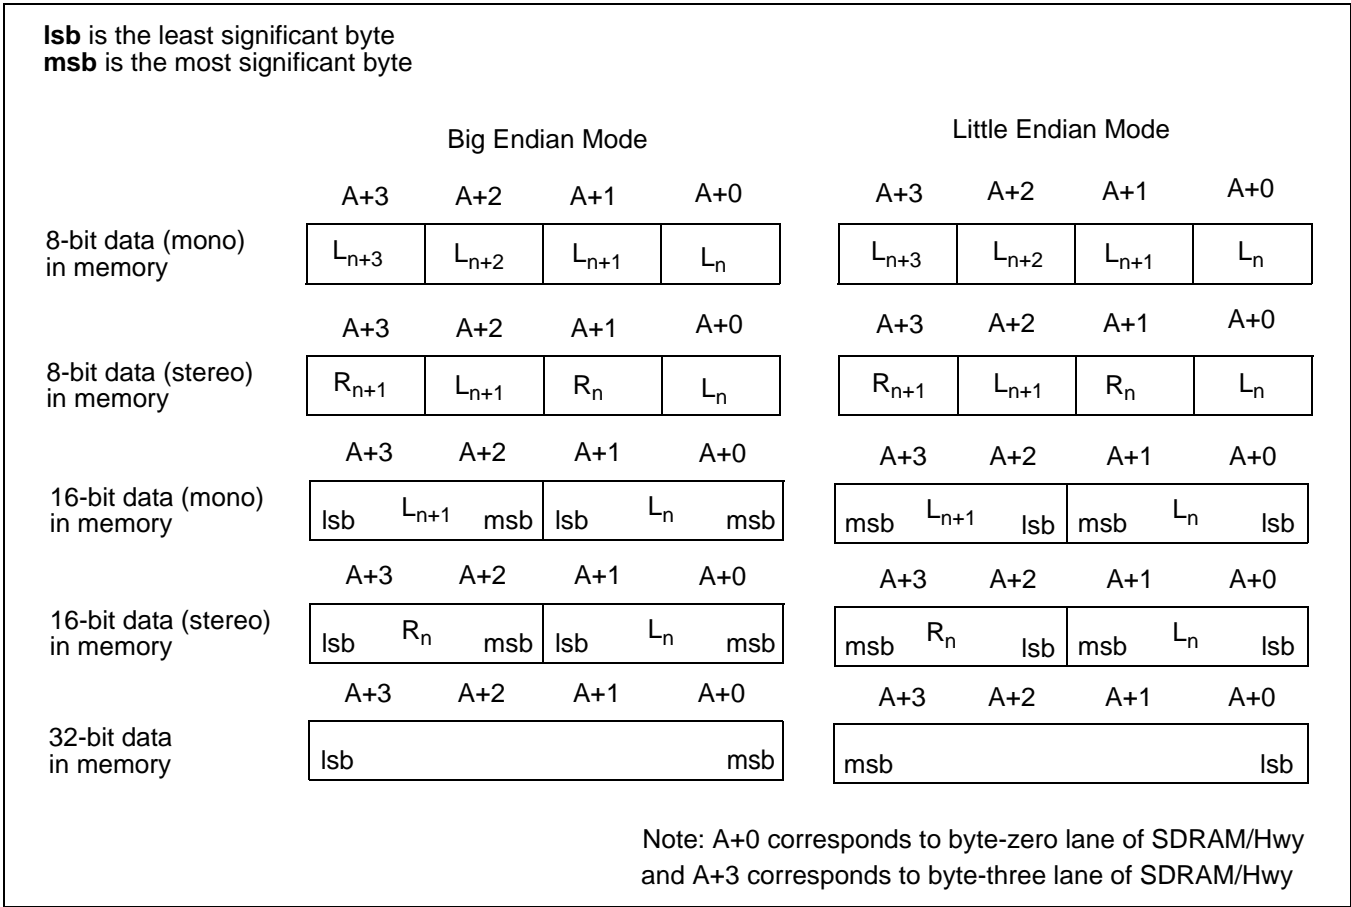 lsb is the least significant byte
msb is the most significant byte
Big Endian Mode Little Endian Mode
A+3 A+2 A+1 A+0 A+3 A+2 A+1 A+0
8-bit data (mono)
in memory
Ln+3 Ln+2 Ln+1 Ln Ln+3 Ln+2 Ln+1 Ln
A+3 A+2 A+1 A+0 A+3 A+2 A+1 A+0
8-bit data (stereo)
in memory
Rn+1 Ln+1 Rn Ln Rn+1 Ln+1 Rn Ln
A+3 A+2 A+1 A+0 A+3 A+2 A+1 A+0
16-bit data (mono)
in memory
lsb Ln+1 msb lsb Ln msb msb Ln+1 lsb msb Ln lsb
A+3 A+2 A+1 A+0 A+3 A+2 A+1 A+0
16-bit data (stereo)
in memory
lsb Rn msb lsb Ln msb msb Rn lsb msb Ln lsb
A+3 A+2 A+1 A+0 A+3 A+2 A+1 A+0
32-bit data
in memory
lsb msb msb lsb
Note: A+0 corresponds to byte-zero lane of SDRAM/Hwy
and A+3 corresponds to byte-three lane of SDRAM/Hwy